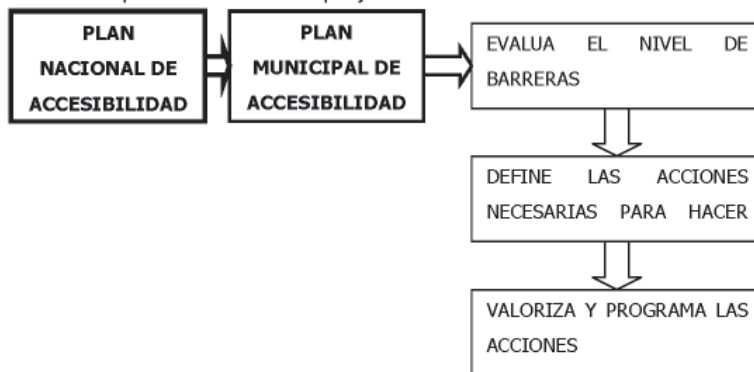 PLAN
NACIONAL DE
ACCESIBILIDAD
PLAN
MUNICIPAL DE
ACCESIBILIDAD
EVALUA EL NIVEL DE
BARRERAS
DEFINE LAS ACCIONES
NECESARIAS PARA HACER
VALORIZA Y PROGRAMA LAS
ACCIONES